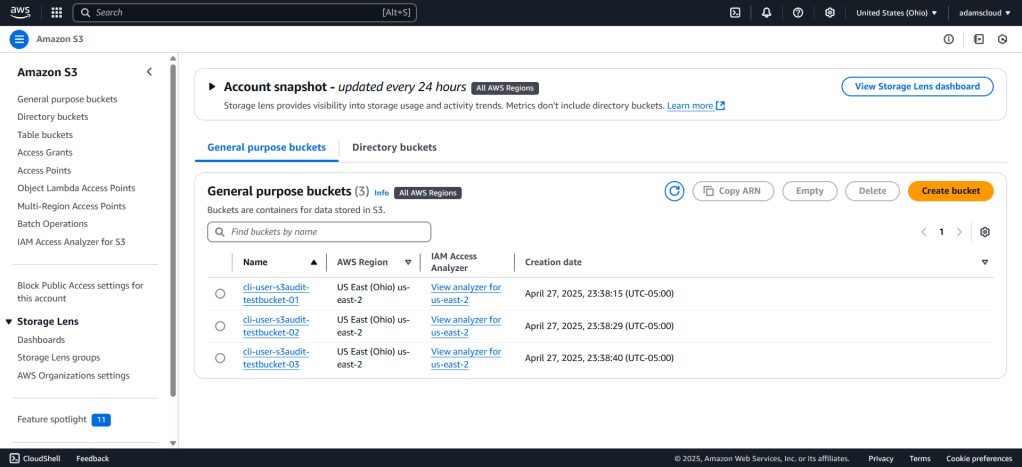 aws
Search
[Alt+S]
United States (Ohio)
adamscloud
Amazon S3
Amazon S3
General purpose buckets
Directory buckets
Table buckets
Access Grants
Access Points
Object Lambda Access Points
Multi-Region Access Points
Batch Operations
IAM Access Analyzer for S3
Block Public Access settings for
this account
Storage Lens
Dashboards
Storage Lens groups
AWS Organizations settings
Feature spotlight 11
Account snapshot - updated every 24 hours All AWS Regions
View Storage Lens dashboard
Storage lens provides visibility into storage usage and activity trends. Metrics don't include directory buckets. Learn more
General purpose buckets
Directory buckets
General purpose buckets (3) Info All AWS Regions
Copy ARN
Empty
Delete
Create bucket
Buckets are containers for data stored in S3.
Find buckets by name
1
Name
AWS Region
IAM Access
Analyzer
Creation date
cli-user-s3audit-
testbucket-01
US East (Ohio) us-
east-2
View analyzer for
us-east-2
April 27, 2025, 23:38:15 (UTC-05:00)
cli-user-s3audit-
testbucket-02
US East (Ohio) us-
east-2
View analyzer for
us-east-2
April 27, 2025, 23:38:29 (UTC-05:00)
cli-user-s3audit-
testbucket-03
US East (Ohio) us-
east-2
View analyzer for
us-east-2
April 27, 2025, 23:38:40 (UTC-05:00)
CloudShell
Feedback
© 2025, Amazon Web Services, Inc. or its affiliates.
Privacy
Terms
Cookie preferences